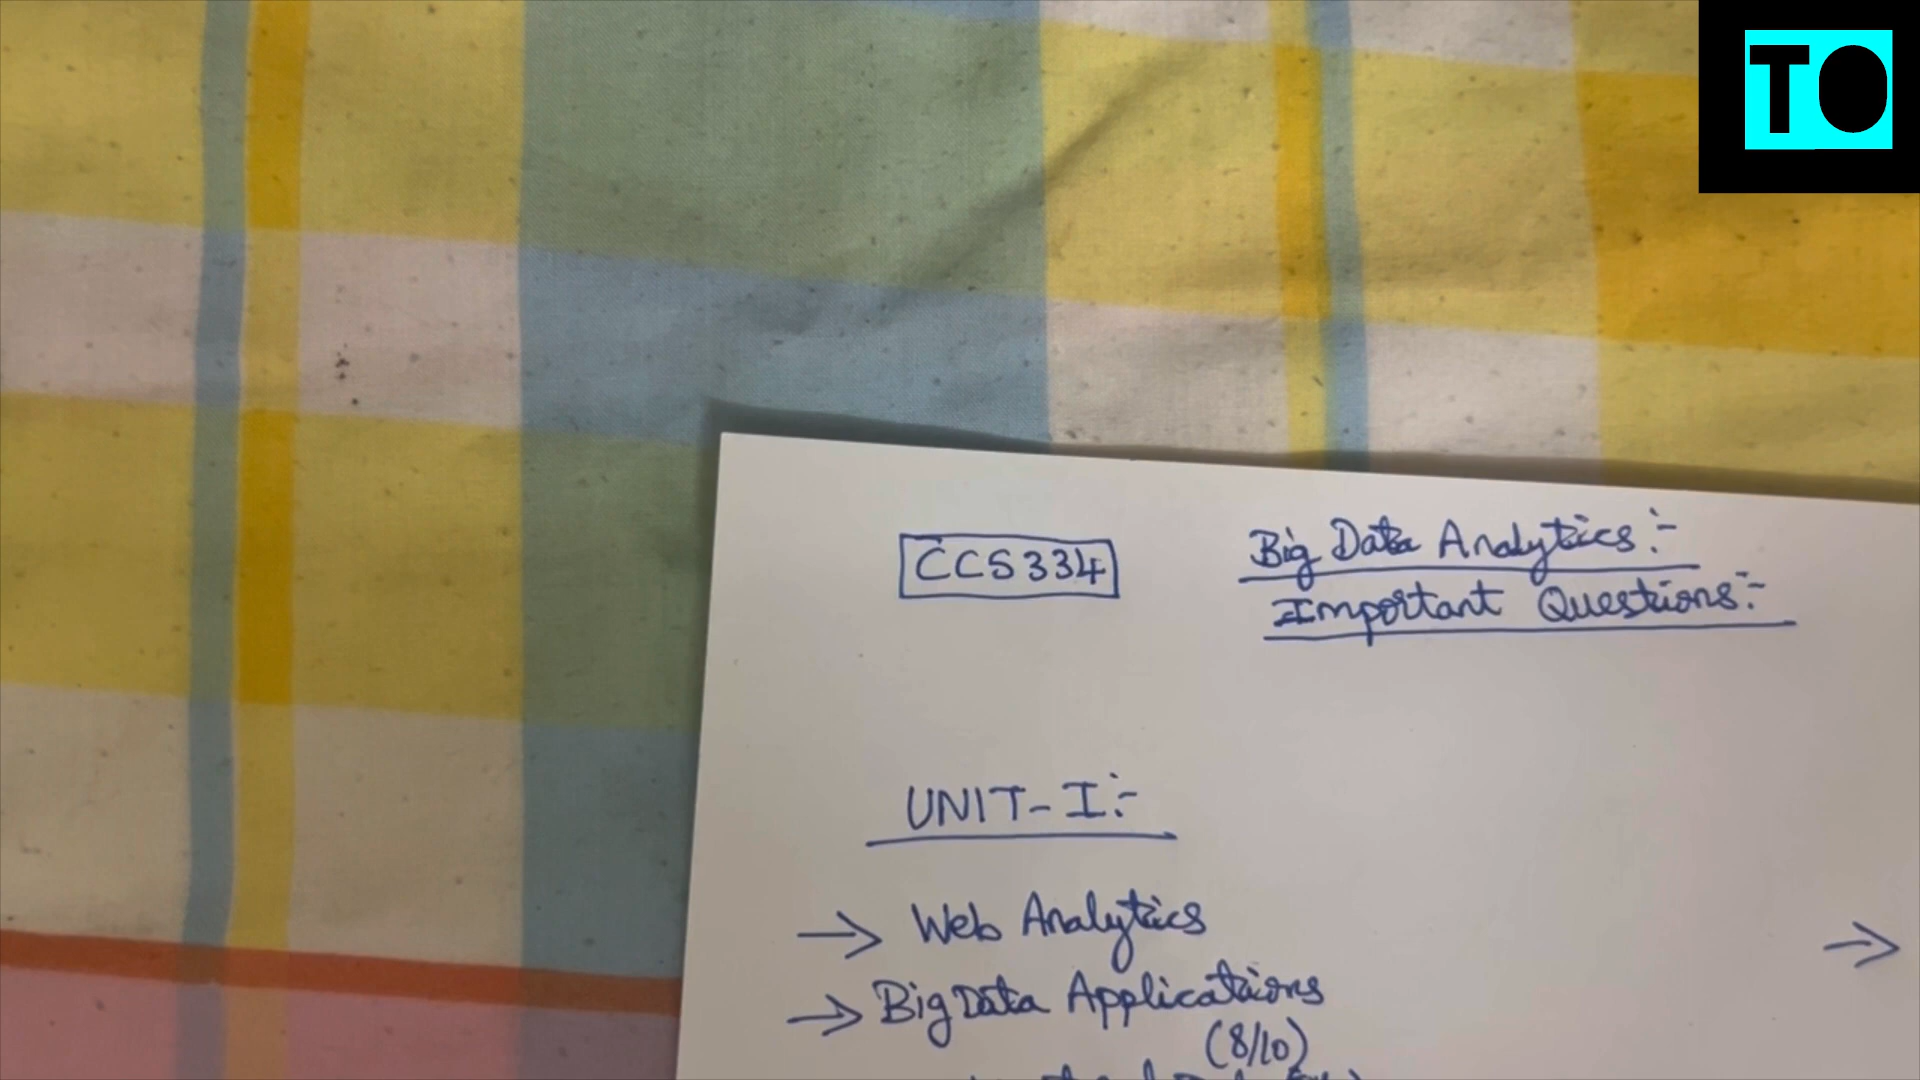 TO
CCS334
Big Data Analytics:-
Important Questions:-
UNIT-I:-
→ Web Analytics
→ Big Data Applications
(8/10)
→